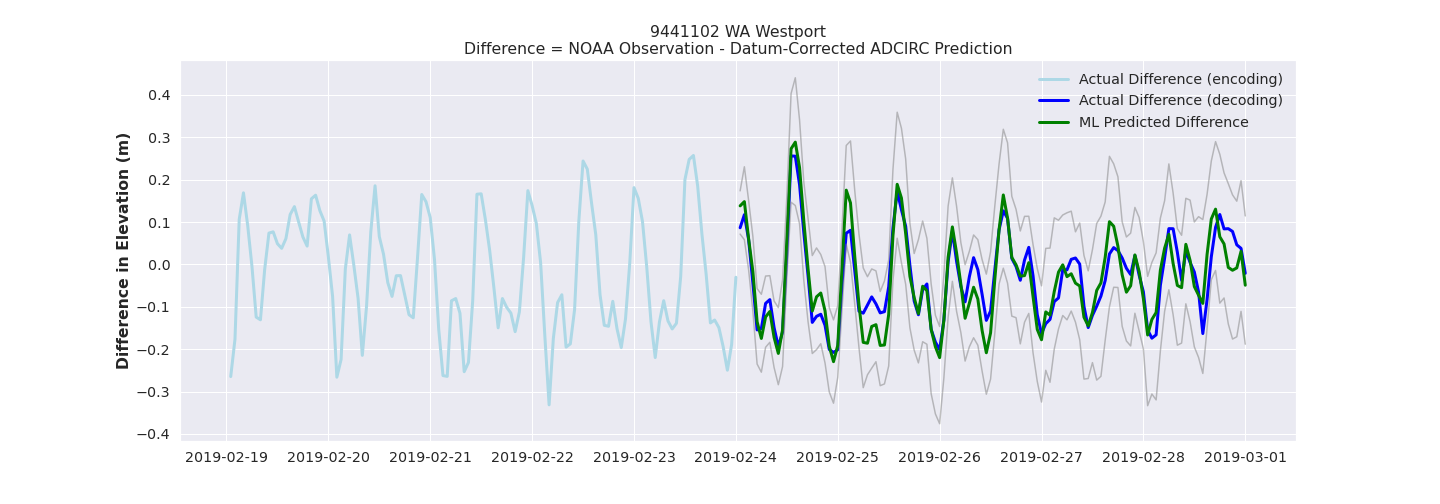 9441102 WA Westport
Difference = NOAA Observation - Datum-Corrected ADCIRC Prediction
Actual Difference (encoding)
Actual Difference (decoding)
ML Predicted Difference
Difference in Elevation (m)
0.4
0.3
0.2
0.1
0.0
−0.1
−0.2
−0.3
−0.4
2019-02-19 2019-02-20 2019-02-21 2019-02-22 2019-02-23 2019-02-24 2019-02-25 2019-02-26 2019-02-27 2019-02-28 2019-03-01